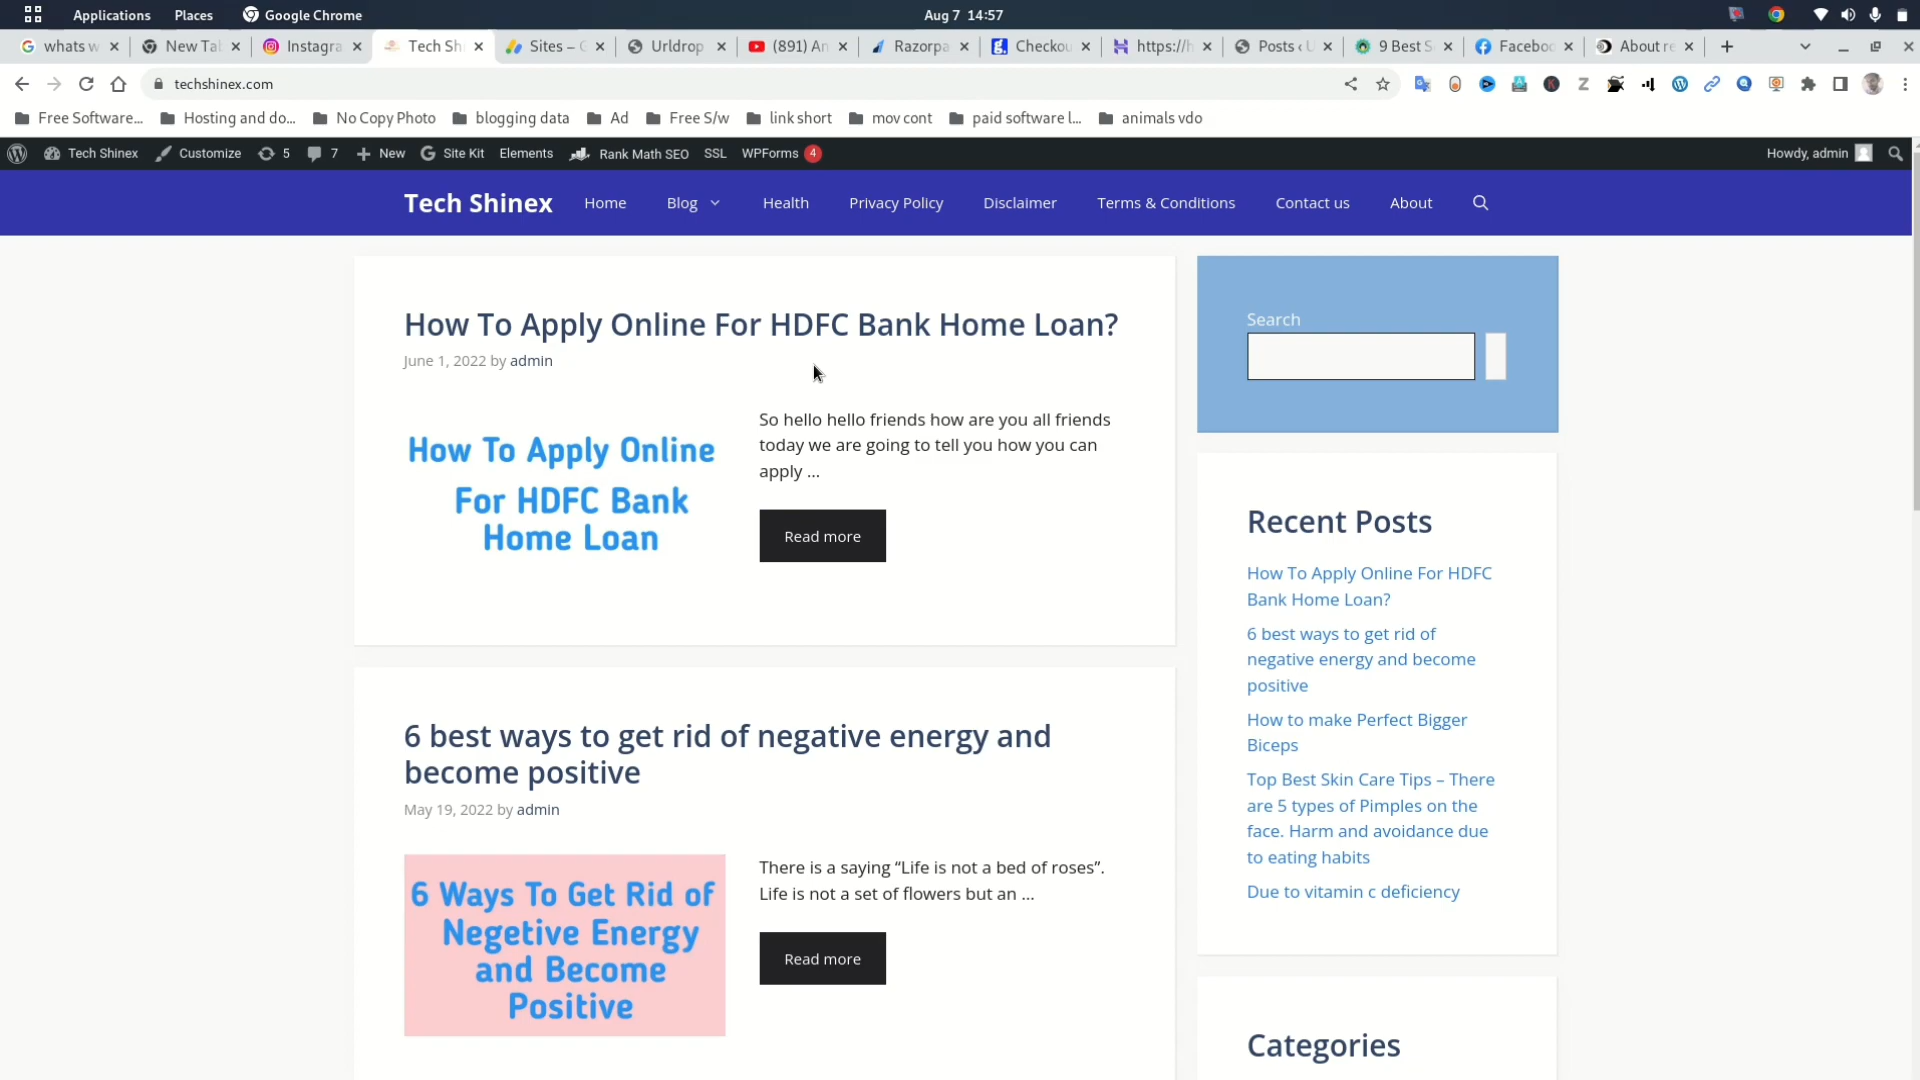 Applications Places Google Chrome Aug 7 14:57
whats w New Ta Instagra Tech Sh Sites – Urldrop (891) An Razorpa Checkou https://h Posts ‹ U 9 Best S Faceboo About re
techshinex.com
Free Software... Hosting and do... No Copy Photo blogging data Ad Free S/w link short mov cont paid software l... animals vdo
Tech Shinex Customize 5 7 New Site Kit Elements Rank Math SEO SSL WPForms 4 Howdy, admin
Tech Shinex Home Blog Health Privacy Policy Disclaimer Terms & Conditions Contact us About
How To Apply Online For HDFC Bank Home Loan?
June 1, 2022 by admin
How To Apply Online
For HDFC Bank
Home Loan
So hello hello friends how are you all friends
today we are going to tell you how you can
apply ...
Read more
6 best ways to get rid of negative energy and
become positive
May 19, 2022 by admin
6 Ways To Get Rid of
Negetive Energy
and Become
Positive
There is a saying “Life is not a bed of roses”.
Life is not a set of flowers but an ...
Read more
Search
Recent Posts
How To Apply Online For HDFC
Bank Home Loan?
6 best ways to get rid of
negative energy and become
positive
How to make Perfect Bigger
Biceps
Top Best Skin Care Tips – There
are 5 types of Pimples on the
face. Harm and avoidance due
to eating habits
Due to vitamin c deficiency
Categories